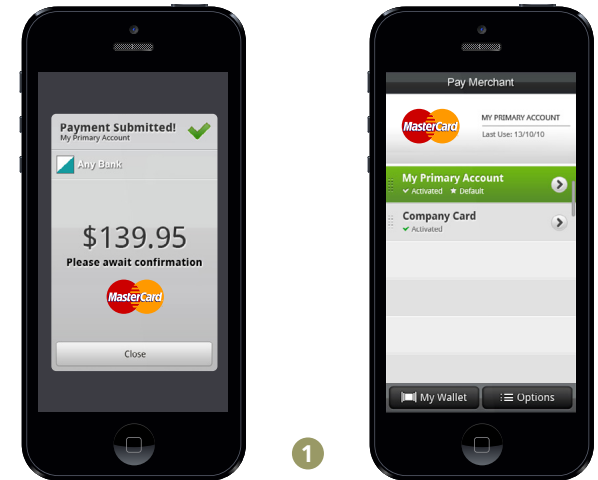 Payment Submitted!
My Primary Account
Any Bank
$139.95
Please await confirmation
MasterCard
Close
1
Pay Merchant
MasterCard
MY PRIMARY ACCOUNT
Last Use: 13/10/10
My Primary Account
Activated Default
Company Card
Activated
My Wallet Options